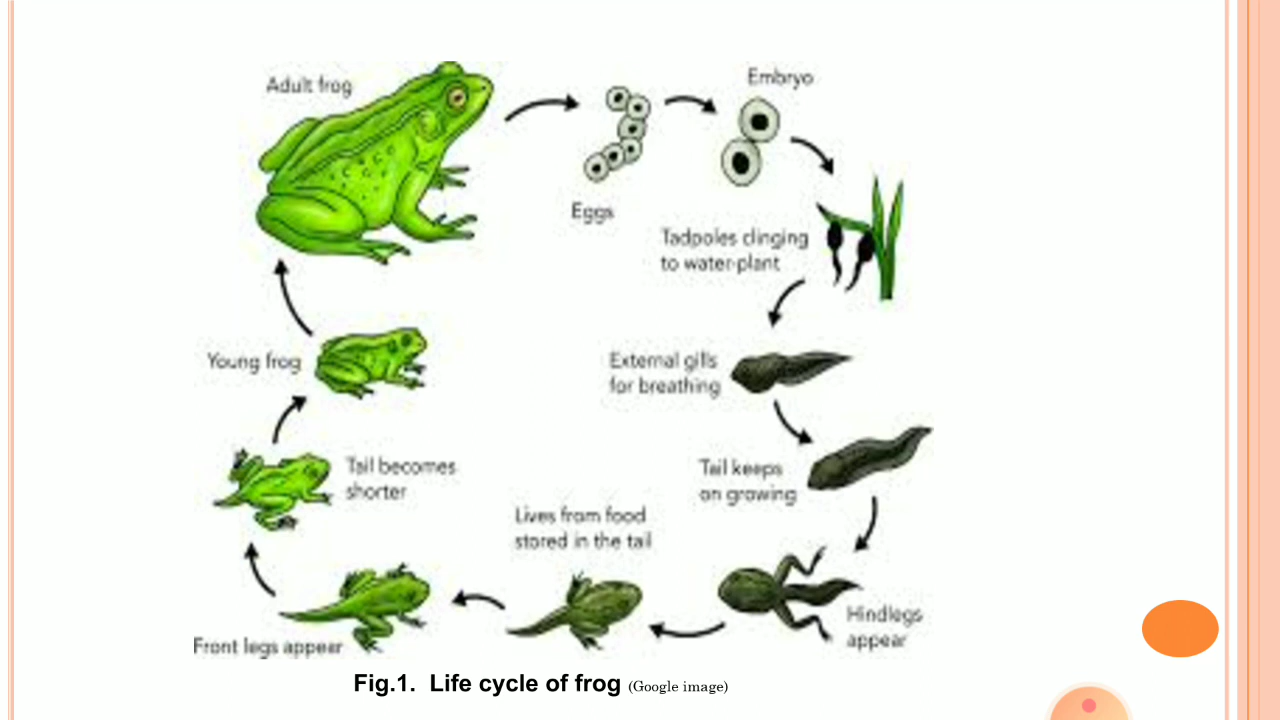 Adult frog
Eggs
Embryo
Tadpoles clinging
to water-plant
External gills
for breathing
Tail keeps
on growing
Hindlegs
appear
Lives from food
stored in the tail
Front legs appear
Tail becomes
shorter
Young frog
Fig.1. Life cycle of frog (Google image)